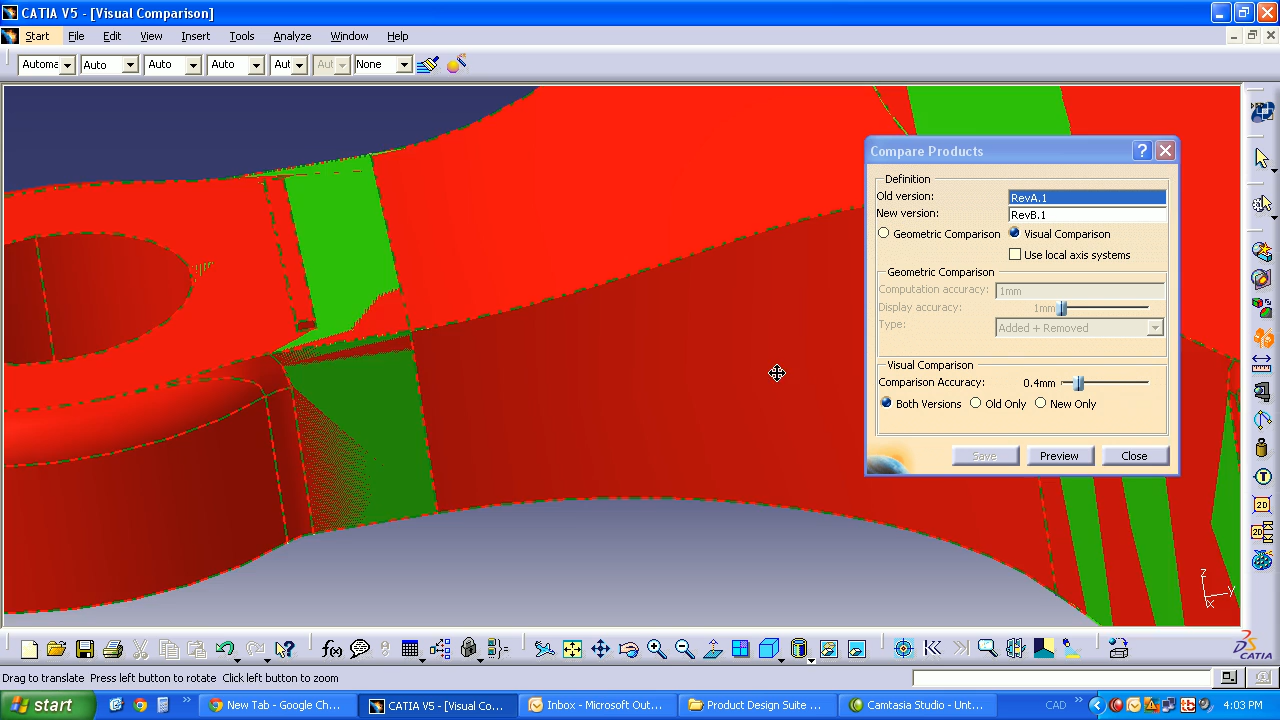 CATIA V5 - [Visual Comparison]
Start File Edit View Insert Tools Analyze Window Help
Auto Auto Auto None
Compare Products
Definition
Old version: RevA.1
New version: RevB.1
Geometric Comparison Visual Comparison
Use local axis systems
Geometric Comparison
Computation accuracy: 1mm
Display accuracy: 1mm
Type: Added + Removed
Visual Comparison
Comparison Accuracy: 0.4mm
Both Versions Old Only New Only
Save Preview Close
z
y
x
f(x)
CATIA
Drag to translate Press left button to rotate Click left button to zoom
start New Tab - Google Ch... CATIA V5 - [Visual Co... Inbox - Microsoft Out... Product Design Suite ... Camtasia Studio - Unt... CAD 4:03 PM